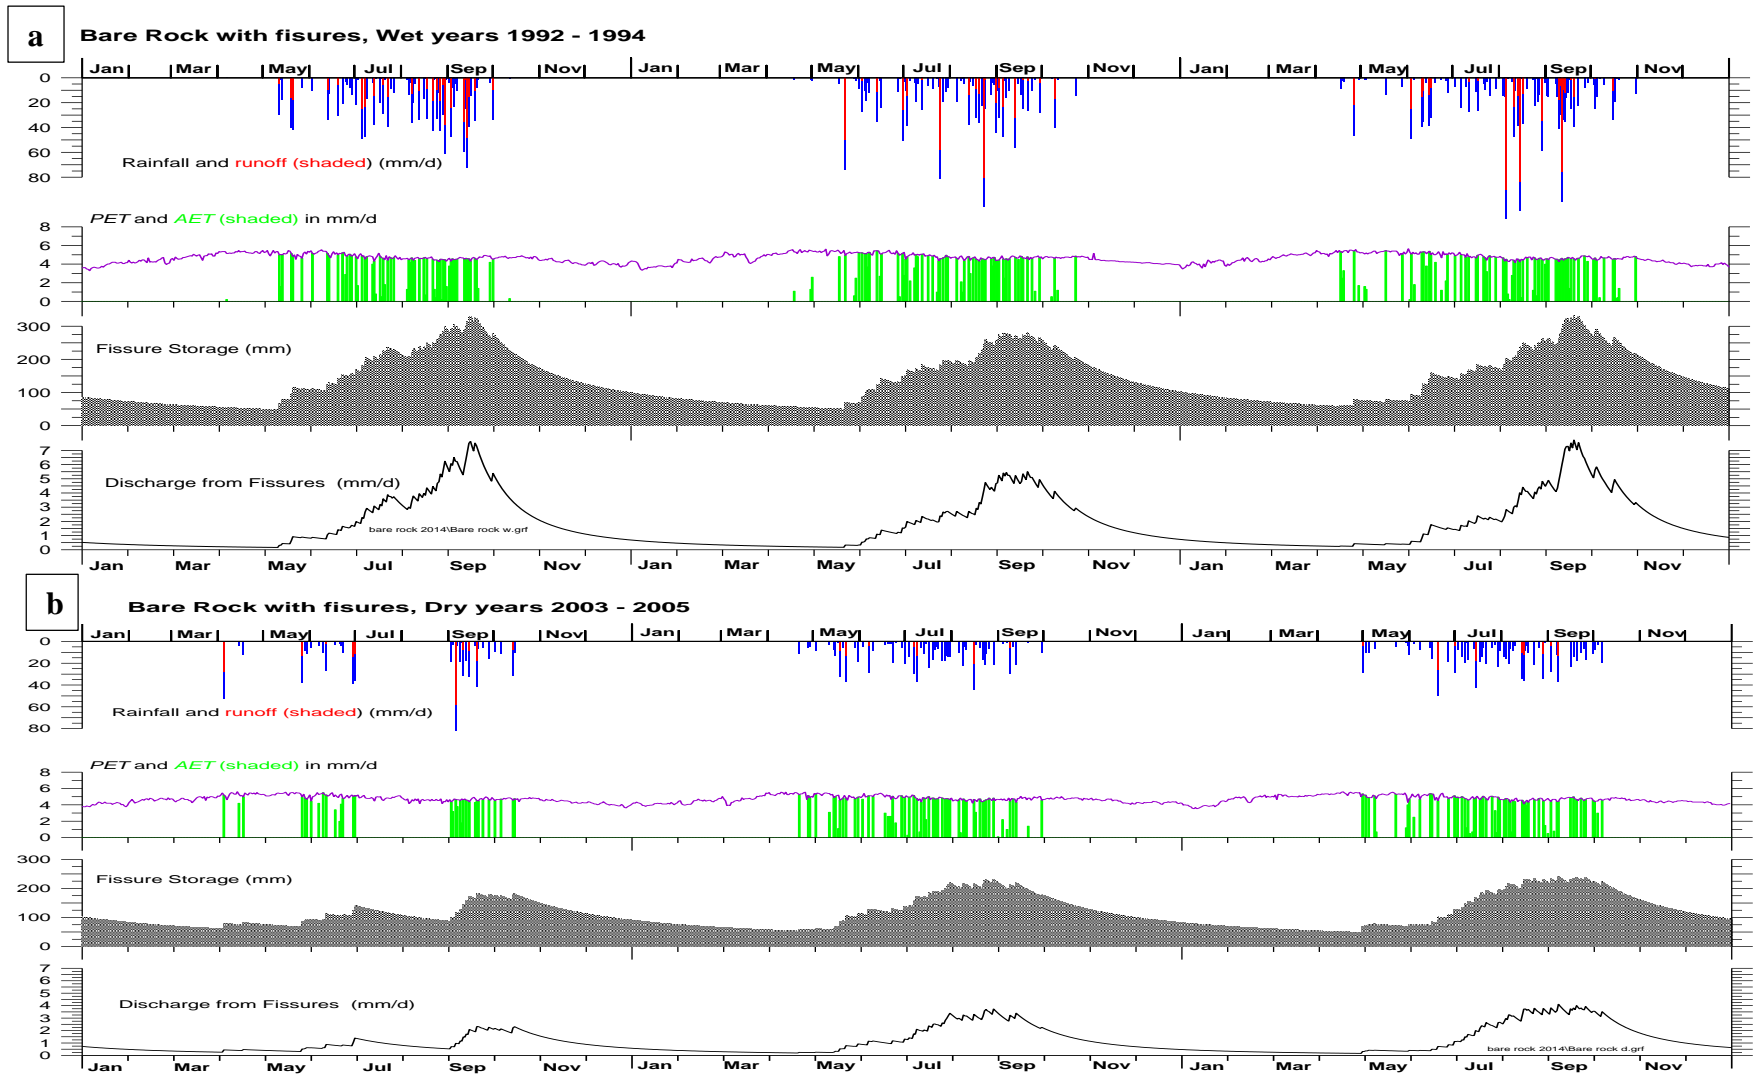 a
Bare Rock with fisures, Wet years 1992 - 1994
Jan Mar May Jul Sep Nov Jan Mar May Jul Sep Nov Jan Mar May Jul Sep Nov
0
20
40
60
80
Rainfall and runoff (shaded) (mm/d)
PET and AET (shaded) in mm/d
8
6
4
2
0
300
200
100
0
Fissure Storage (mm)
7
6
5
4
3
2
1
0
Discharge from Fissures (mm/d)
bare rock 2014\Bare rock w.grf
Jan Mar May Jul Sep Nov Jan Mar May Jul Sep Nov Jan Mar May Jul Sep Nov
b
Bare Rock with fisures, Dry years 2003 - 2005
Jan Mar May Jul Sep Nov Jan Mar May Jul Sep Nov Jan Mar May Jul Sep Nov
0
20
40
60
80
Rainfall and runoff (shaded) (mm/d)
PET and AET (shaded) in mm/d
8
6
4
2
0
300
200
100
0
Fissure Storage (mm)
7
6
5
4
3
2
1
0
Discharge from Fissures (mm/d)
bare rock 2014\Bare rock d.grf
Jan Mar May Jul Sep Nov Jan Mar May Jul Sep Nov Jan Mar May Jul Sep Nov